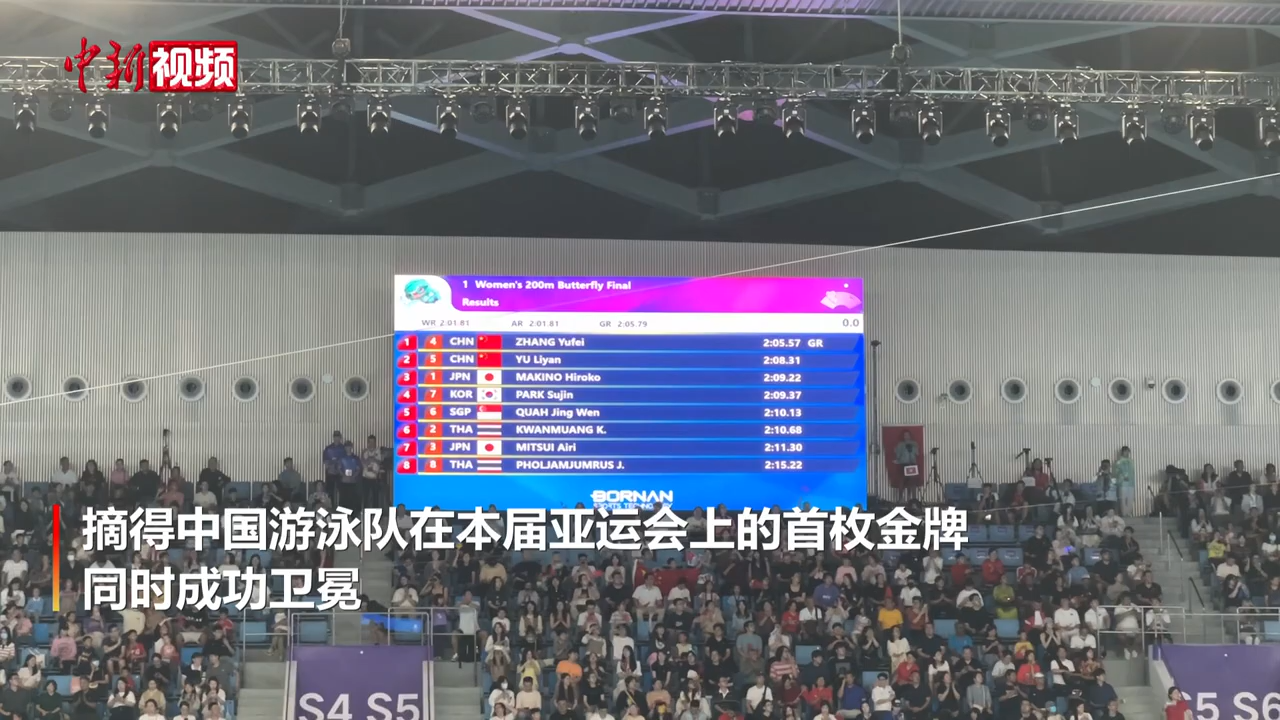 中新视频
1 Women's 200m Butterfly Final
Results
WR 2:01.81 AR 2:01.81 GR 2:05.79 0.0
1 4 CHN ZHANG Yufei 2:05.57 GR
2 5 CHN YU Liyan 2:08.31
3 1 JPN MAKINO Hiroko 2:09.22
4 7 KOR PARK Sujin 2:09.37
5 6 SGP QUAH Jing Wen 2:10.13
6 2 THA KWANMUANG K. 2:10.68
7 3 JPN MITSUI Airi 2:11.30
8 8 THA PHOLJAMJUMRUS J. 2:15.22
BORNAN
SPORTS TECHNOLOGY
摘得中国游泳队在本届亚运会上的首枚金牌
同时成功卫冕
S4 S5
S5 S6